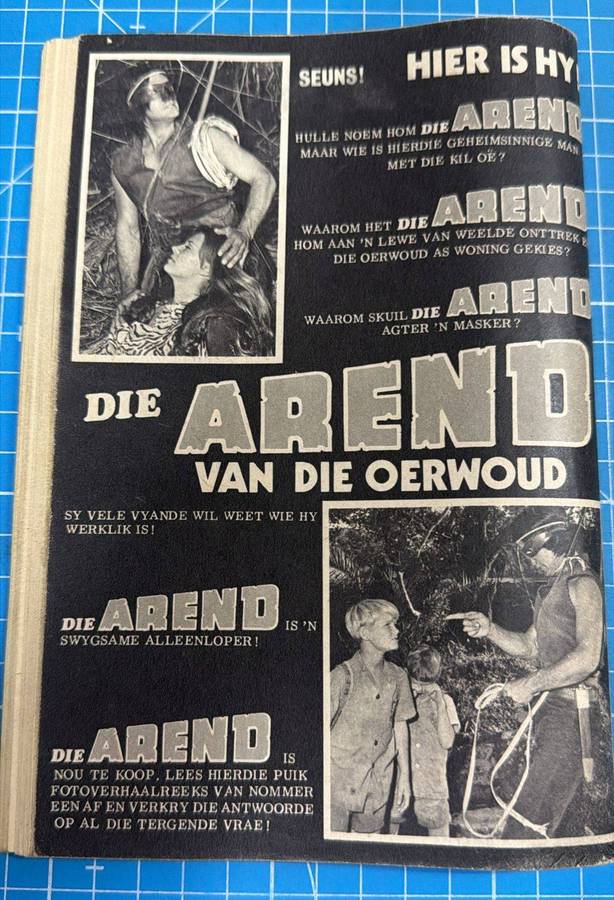 SEUNS!
HIER IS HY
HULLE NOEM HOM DIE AREND
MAAR WIE IS HIERDIE GEHEIMSINNIGE MAN
MET DIE KIL OË?
WAAROM HET DIE AREND
HOM AAN 'N LEWE VAN WEELDE ONTTREK
DIE OERWOUD AS WONING GEKIES?
WAAROM SKUIL DIE AREND
AGTER 'N MASKER?
DIE AREND
VAN DIE OERWOUD
SY VELE VYANDE WIL WEET WIE HY
WERKLIK IS!
DIE AREND IS 'N
SWYGSAME ALLEENLOPER!
DIE AREND IS
NOU TE KOOP. LEES HIERDIE PUIK
FOTOVERHAALREEKS VAN NOMMER
EEN AF EN VERKRY DIE ANTWOORDE
OP AL DIE TERGENDE VRAE!